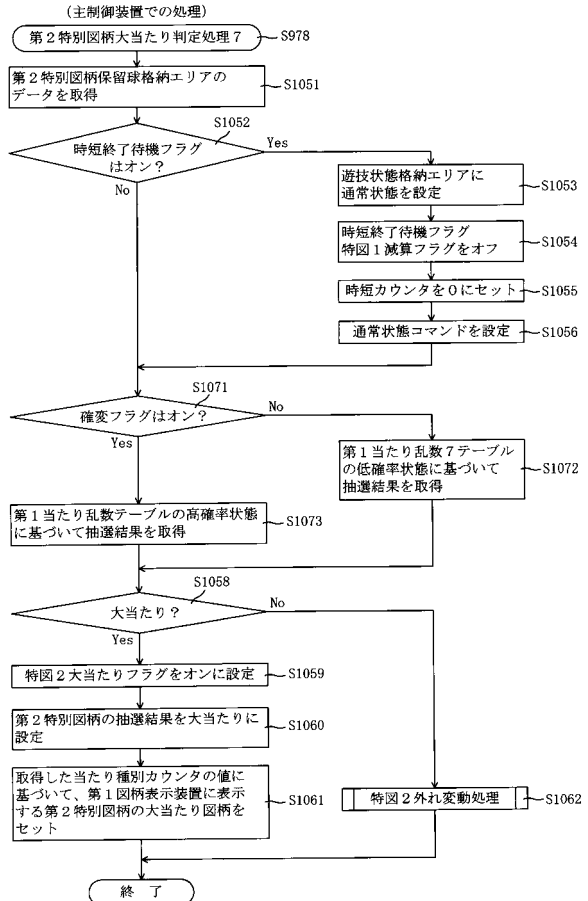 (主制御装置での処理)
第2特別図柄大当たり判定処理7
S978
第2特別図柄保留球格納エリアの
データを取得
S1051
S1052
時短終了待機フラグ
はオン?
Yes
No
遊技状態格納エリアに
通常状態を設定
S1053
時短終了待機フラグ
特図1減算フラグをオフ
S1054
時短カウンタを0にセット
S1055
通常状態コマンドを設定
S1056
S1071
確変フラグはオン?
No
Yes
第1当たり乱数7テーブル
の低確率状態に基づいて
抽選結果を取得
S1072
第1当たり乱数テーブルの高確率状態
に基づいて抽選結果を取得
S1073
S1058
大当たり?
No
Yes
特図2大当たりフラグをオンに設定
S1059
第2特別図柄の抽選結果を大当たりに
設定
S1060
取得した当たり種別カウンタの値に
基づいて、第1図柄表示装置に表示
する第2特別図柄の大当たり図柄を
セット
S1061
特図2外れ変動処理
S1062
終 了